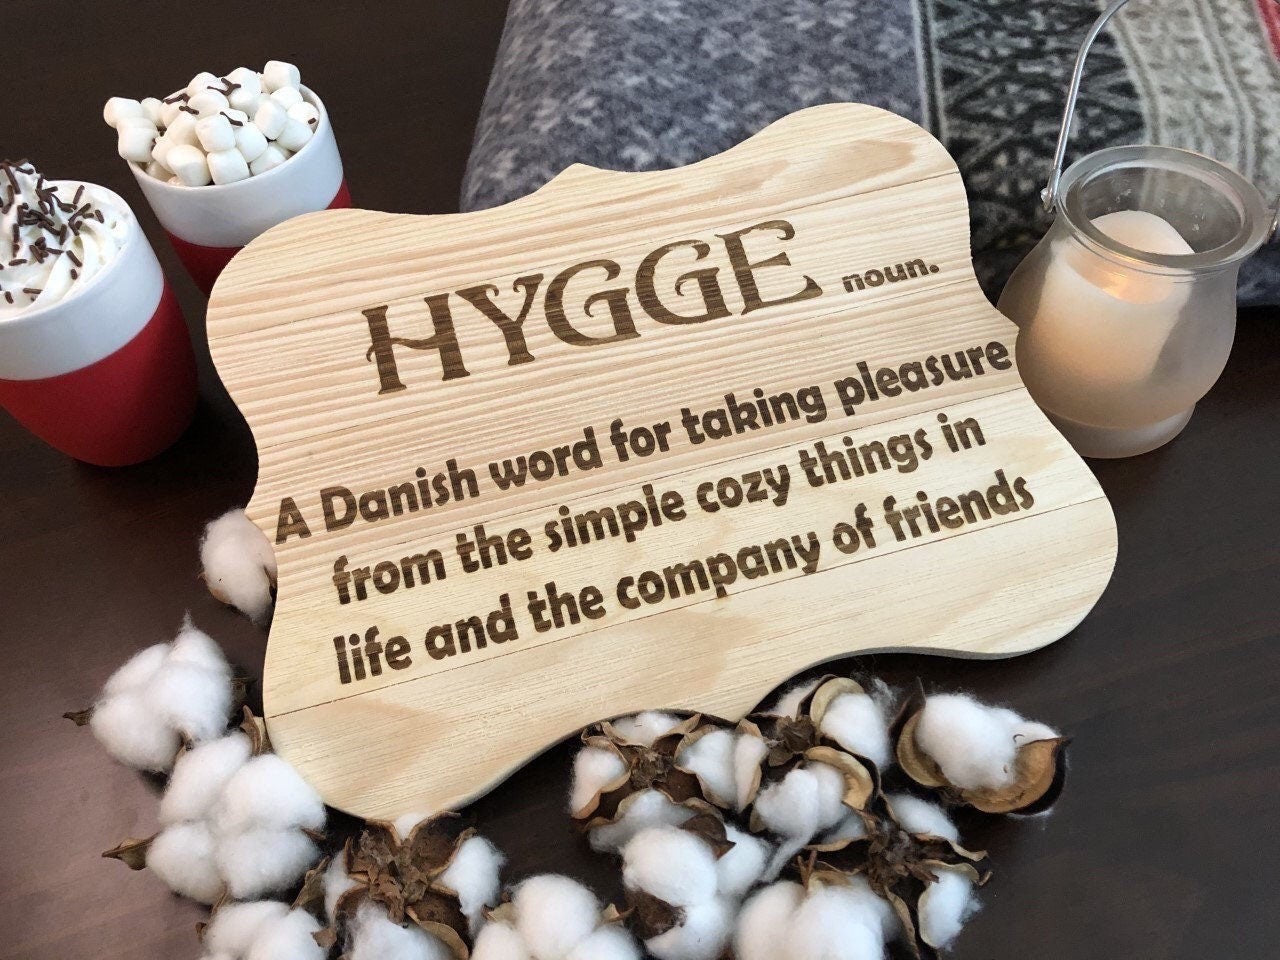 HYGGE noun.
A Danish word for taking pleasure
from the simple cozy things in
life and the company of friends